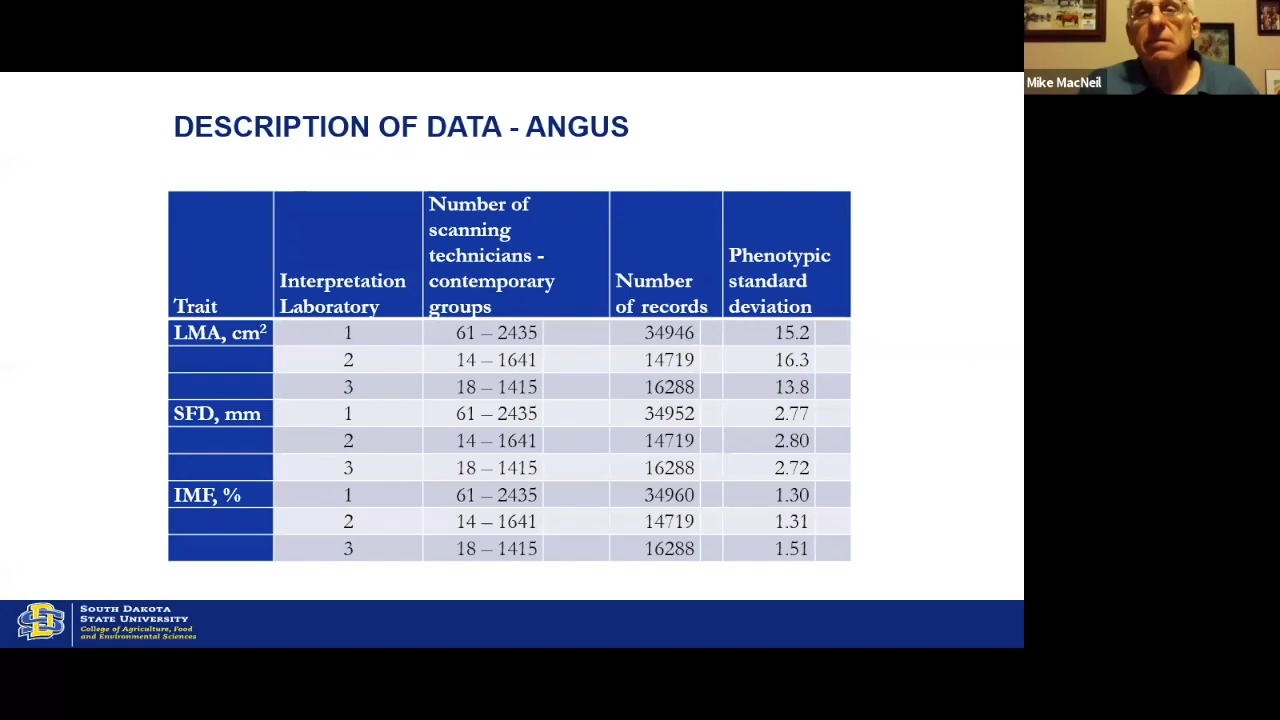 Mike MacNeil
DESCRIPTION OF DATA - ANGUS
Trait
Interpretation
Laboratory
Number of
scanning
technicians -
contemporary
groups
Number
of records
Phenotypic
standard
deviation
LMA, cm² 1 61 – 2435 34946 15.2
2 14 – 1641 14719 16.3
3 18 – 1415 16288 13.8
SFD, mm 1 61 – 2435 34952 2.77
2 14 – 1641 14719 2.80
3 18 – 1415 16288 2.72
IMF, % 1 61 – 2435 34960 1.30
2 14 – 1641 14719 1.31
3 18 – 1415 16288 1.51
SOUTH DAKOTA
STATE UNIVERSITY
College of Agriculture, Food
and Environmental Sciences